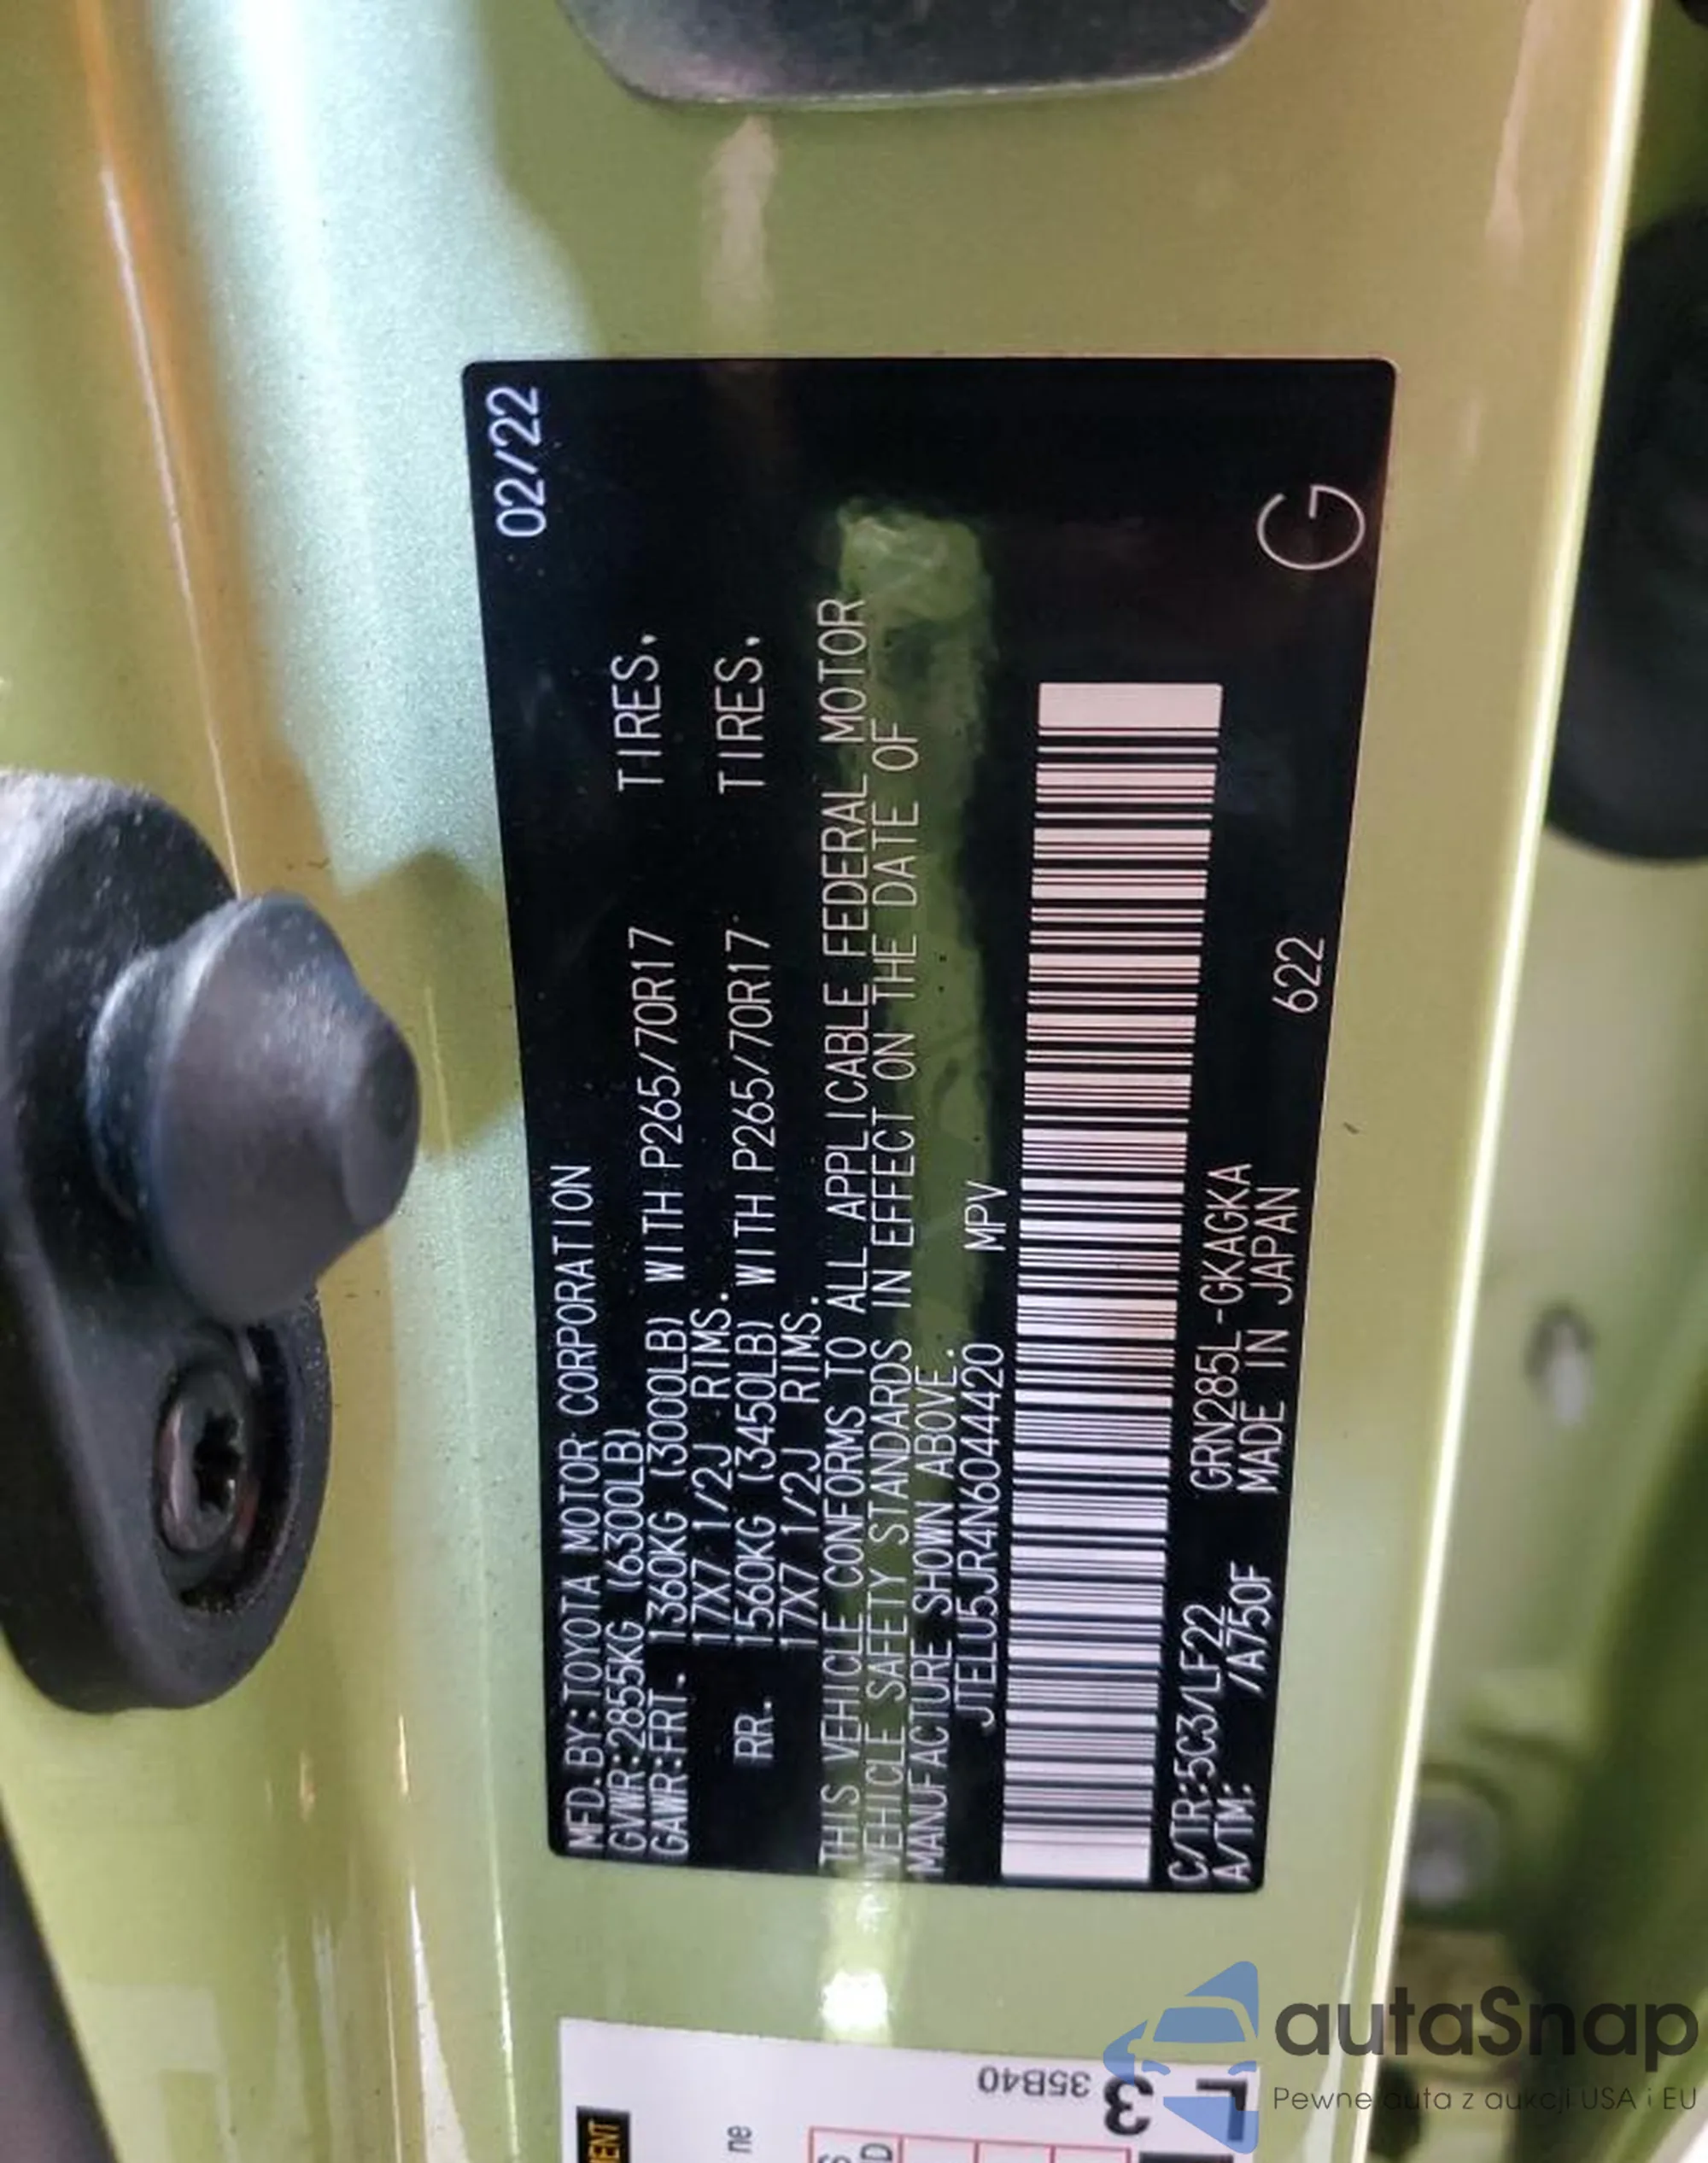 02/22
MFD.BY:TOYOTA MOTOR CORPORATION
GVWR:2855KG (6300LB)
GAWR:FRT. 1360KG (3000LB) WITH P265/70R17 TIRES,
17X7 1/2J RIMS.
RR. 1560KG (3450LB) WITH P265/70R17 TIRES,
17X7 1/2J RIMS.
THIS VEHICLE CONFORMS TO ALL APPLICABLE FEDERAL MOTOR
VEHICLE SAFETY STANDARDS IN EFFECT ON THE DATE OF
MANUFACTURE SHOWN ABOVE.
JTELU5JR4N6044420 MPV
C/TR:5C3/LF22 GRN285L-GKAGKA
A/TM: /A750F MADE IN JAPAN 622
G
35B40
3
ne
autaSnap
Pewne auta z aukcji USA i EU